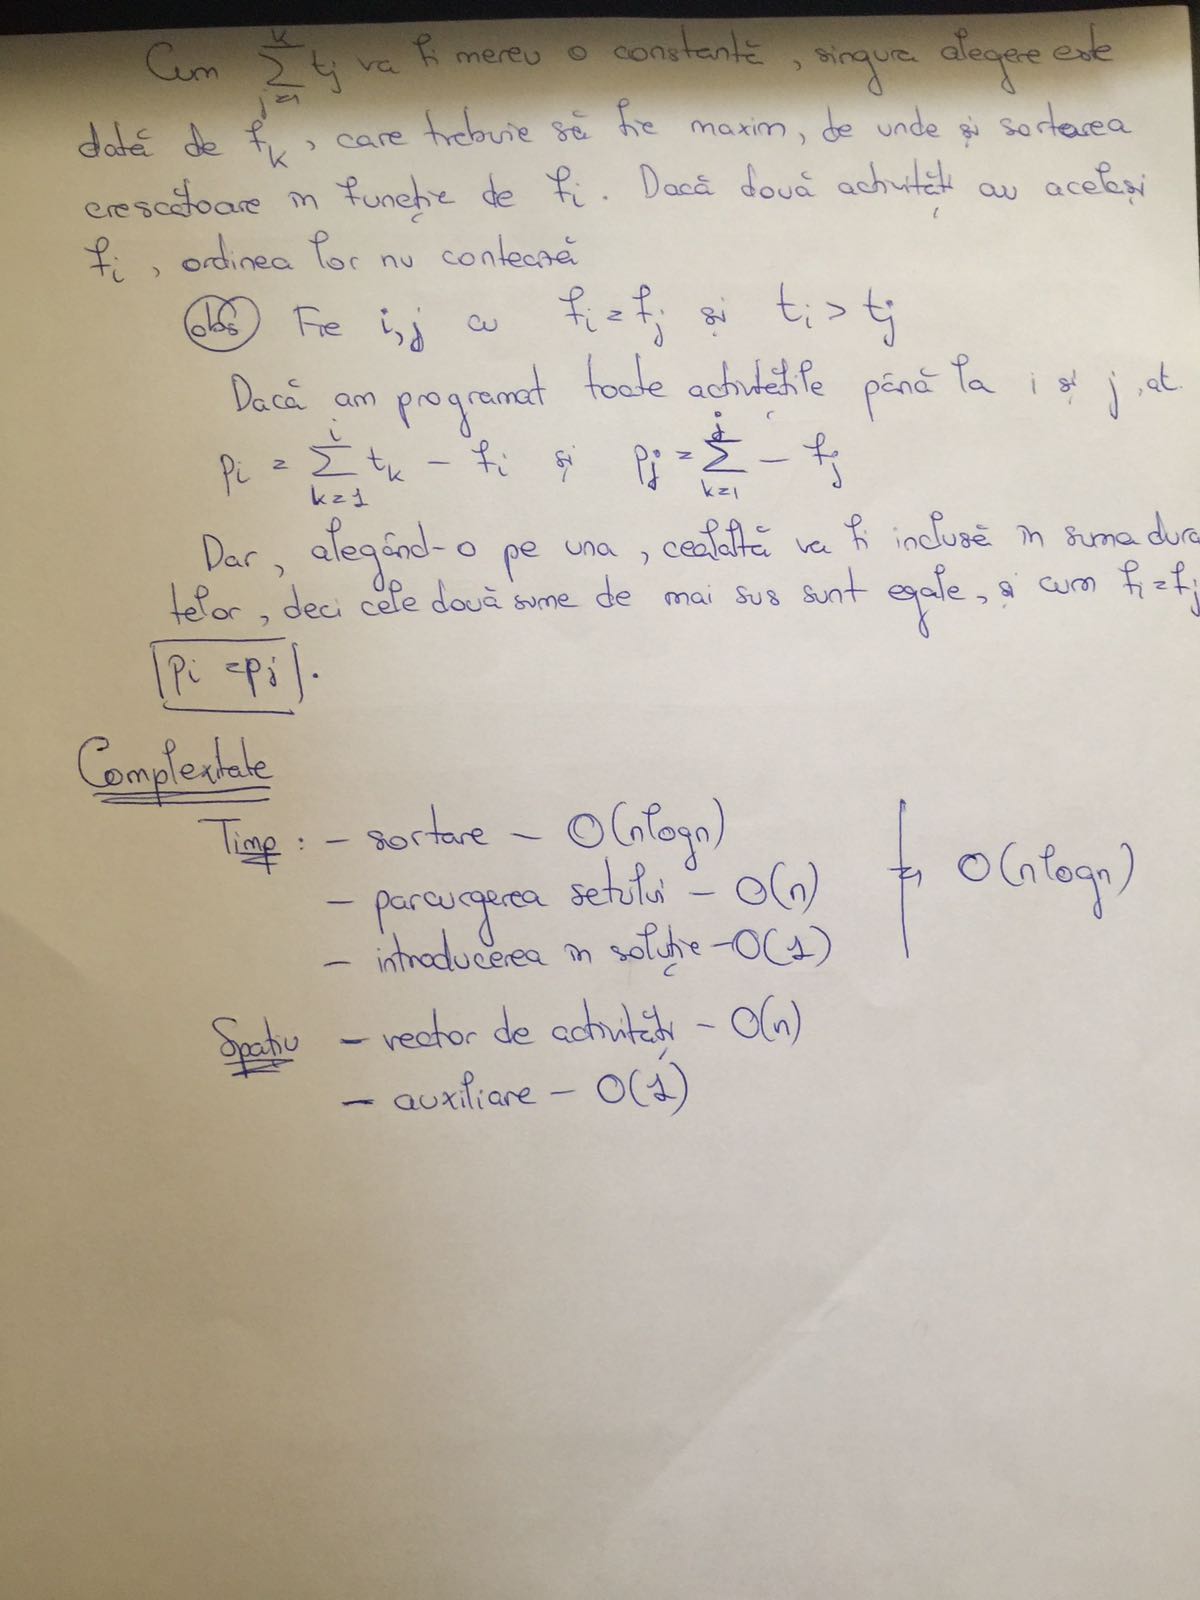 Cum \sum_{j=1}^{k} t_j va fi mereu o constantă, singura alegere este
dată de f_k, care trebuie să fie maxim, de unde și sortarea
crescătoare în funcție de f_i. Dacă două activități au același
f_i, ordinea lor nu contează
obs Fie i,j cu f_i = f_j și t_i > t_j
Dacă am programat toate activitățile până la i și j, at.
p_i = \sum_{k=1}^{i} t_k - f_i și p_j = \sum_{k=1}^{j} - f_j
Dar, alegând-o pe una, cealaltă va fi inclusă în suma dura
telor, deci cele două sume de mai sus sunt egale, și cum f_i = f_j
p_i = p_j.
Complexitate
Timp: - sortare - O(nlogn)
- parcurgerea setului - O(n) => O(nlogn)
- introducerea în soluție - O(1)
Spațiu - vector de activități - O(n)
- auxiliare - O(1)